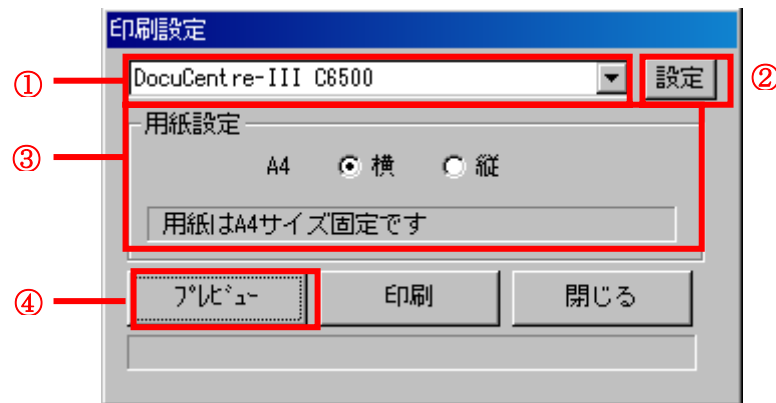 印刷設定
① DocuCentre-III C6500 設定 ②
用紙設定
③ A4 横 縦
用紙はA4サイズ固定です
④ ﾌﾟﾚﾋﾞｭｰ 印刷 閉じる